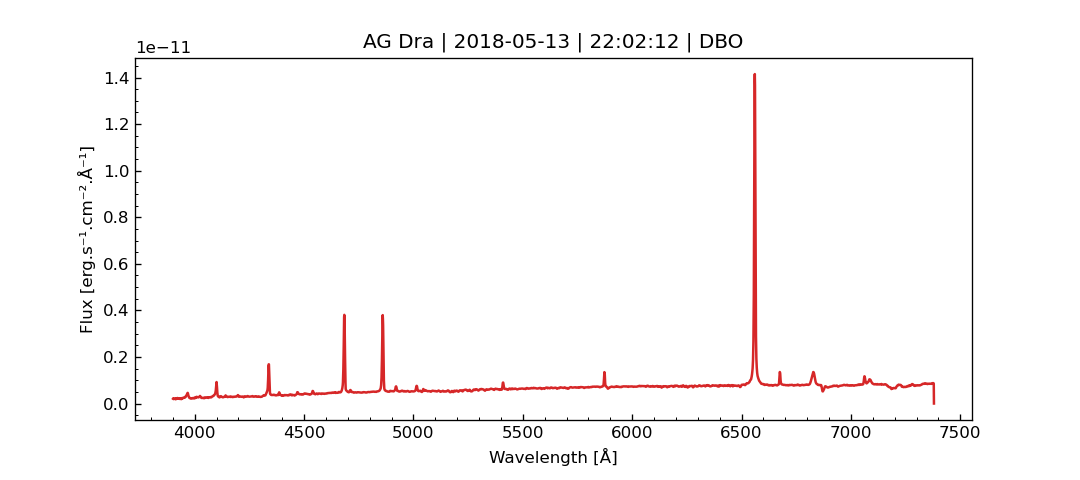 AG Dra | 2018-05-13 | 22:02:12 | DBO
1e−11
1.4
1.2
1.0
0.8
0.6
0.4
0.2
0.0
Flux [erg.s⁻¹.cm⁻².Å⁻¹]
4000 4500 5000 5500 6000 6500 7000 7500
Wavelength [Å]